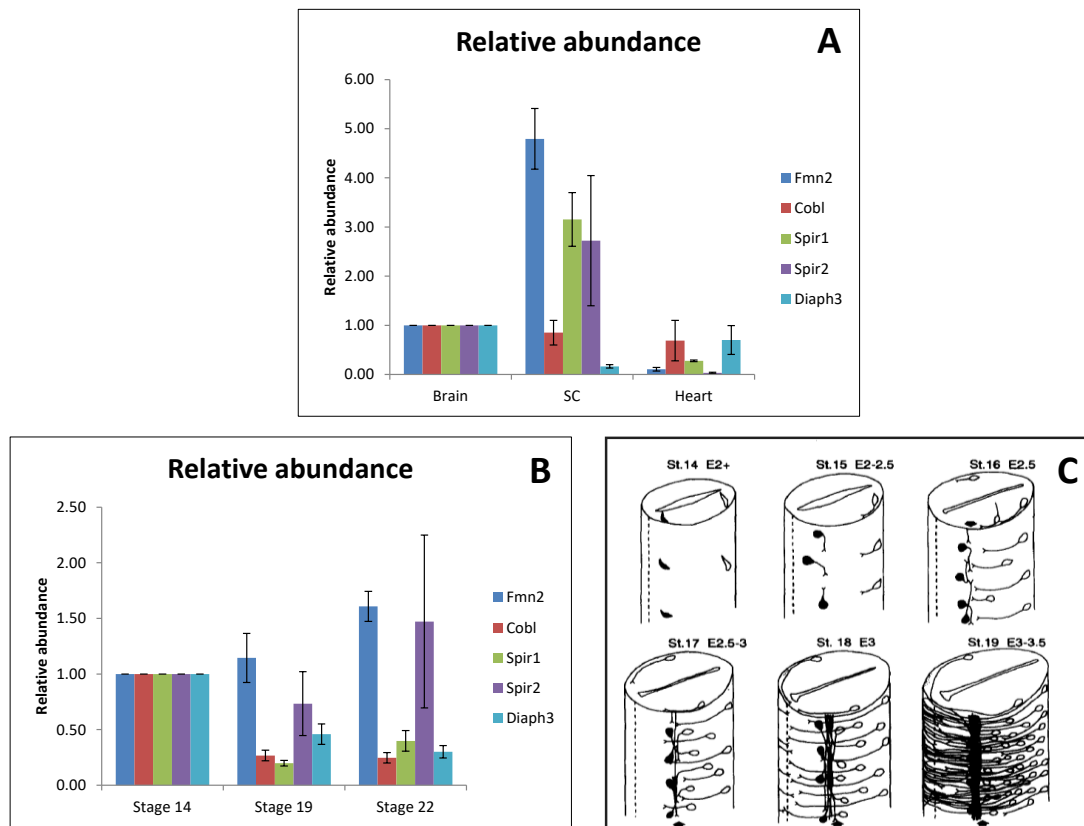 Relative abundance
A
6.00
5.00
4.00
3.00
2.00
1.00
0.00
Relative abundance
Brain
SC
Heart
Fmn2
Cobl
Spir1
Spir2
Diaph3
Relative abundance
B
2.50
2.00
1.50
1.00
0.50
0.00
Relative abundance
Stage 14
Stage 19
Stage 22
Fmn2
Cobl
Spir1
Spir2
Diaph3
C
St.14 E2+
St.15 E2-2.5
St.16 E2.5
St.17 E2.5-3
St. 18 E3
St.19 E3-3.5